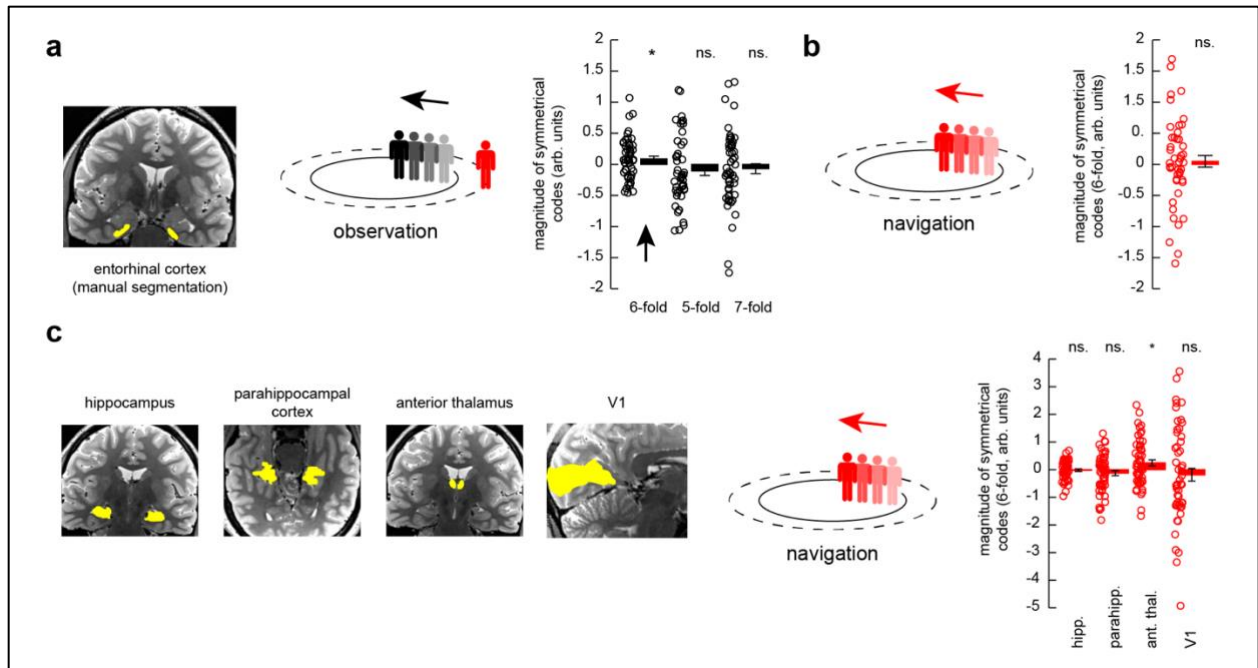 a
entorhinal cortex
(manual segmentation)
observation
magnitude of symmetrical
codes (arb. units)
2
1.5
1
0.5
0
-0.5
-1
-1.5
-2
* ns. ns.
6-fold 5-fold 7-fold
b
navigation
magnitude of symmetrical
codes (6-fold, arb. units)
2
1.5
1
0.5
0
-0.5
-1
1.5
-2
ns.
c
hippocampus
parahippocampal
cortex
anterior thalamus
V1
navigation
magnitude of symmetrical
codes (6-fold, arb. units)
4
3
2
1
0
-1
-2
-3
-4
-5
ns. ns. * ns.
hipp.
parahipp.
ant. thal.
V1